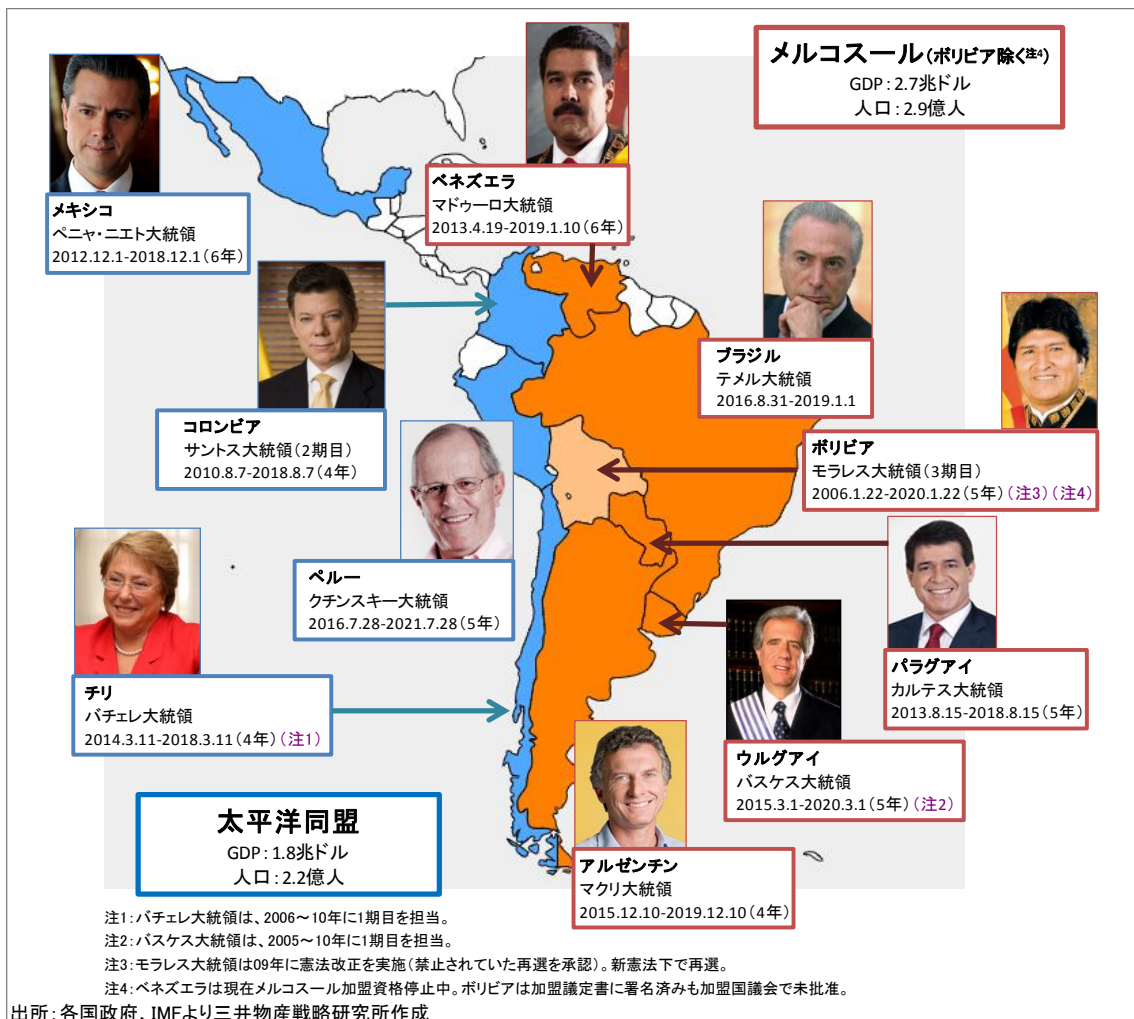 メルコスール(ボリビア除く注4)
GDP:2.7兆ドル
人口:2.9億人
メキシコ
ペニャ・ニエト大統領
2012.12.1-2018.12.1(6年)
ベネズエラ
マドゥーロ大統領
2013.4.19-2019.1.10(6年)
コロンビア
サントス大統領(2期目)
2010.8.7-2018.8.7(4年)
ブラジル
テメル大統領
2016.8.31-2019.1.1
ボリビア
モラレス大統領(3期目)
2006.1.22-2020.1.22(5年)(注3)(注4)
ペルー
クチンスキー大統領
2016.7.28-2021.7.28(5年)
チリ
バチェレ大統領
2014.3.11-2018.3.11(4年)(注1)
パラグアイ
カルテス大統領
2013.8.15-2018.8.15(5年)
ウルグアイ
バスケス大統領
2015.3.1-2020.3.1(5年)(注2)
アルゼンチン
マクリ大統領
2015.12.10-2019.12.10(4年)
太平洋同盟
GDP:1.8兆ドル
人口:2.2億人
注1:バチェレ大統領は、2006~10年に1期目を担当。
注2:バスケス大統領は、2005~10年に1期目を担当。
注3:モラレス大統領は09年に憲法改正を実施(禁止されていた再選を承認)。新憲法下で再選。
注4:ベネズエラは現在メルコスール加盟資格停止中。ボリビアは加盟議定書に署名済みも加盟国議会で未批准。
出所:各国政府、IMFより三井物産戦略研究所作成